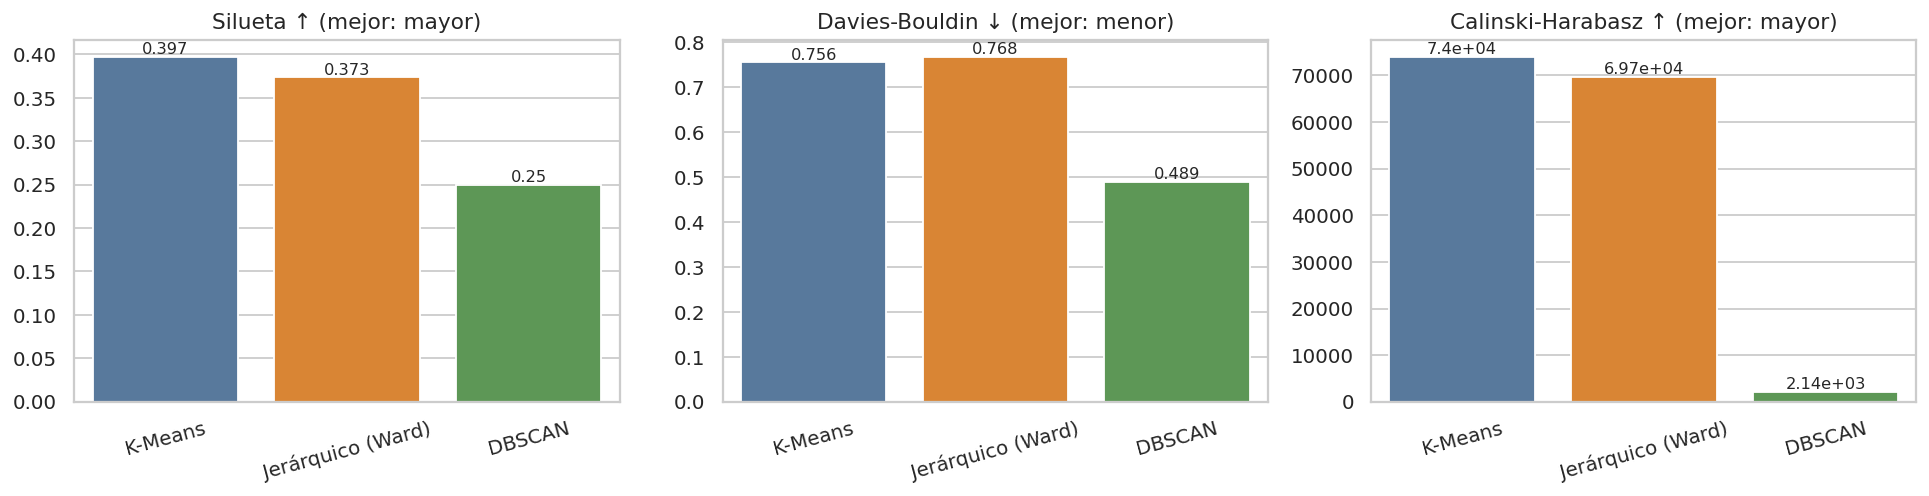 Silueta ↑ (mejor: mayor)
0.40
0.35
0.30
0.25
0.20
0.15
0.10
0.05
0.00
0.397
0.373
0.25
K-Means
Jerárquico (Ward)
DBSCAN
Davies-Bouldin ↓ (mejor: menor)
0.8
0.7
0.6
0.5
0.4
0.3
0.2
0.1
0.0
0.756
0.768
0.489
K-Means
Jerárquico (Ward)
DBSCAN
Calinski-Harabasz ↑ (mejor: mayor)
70000
60000
50000
40000
30000
20000
10000
0
7.4e+04
6.97e+04
2.14e+03
K-Means
Jerárquico (Ward)
DBSCAN